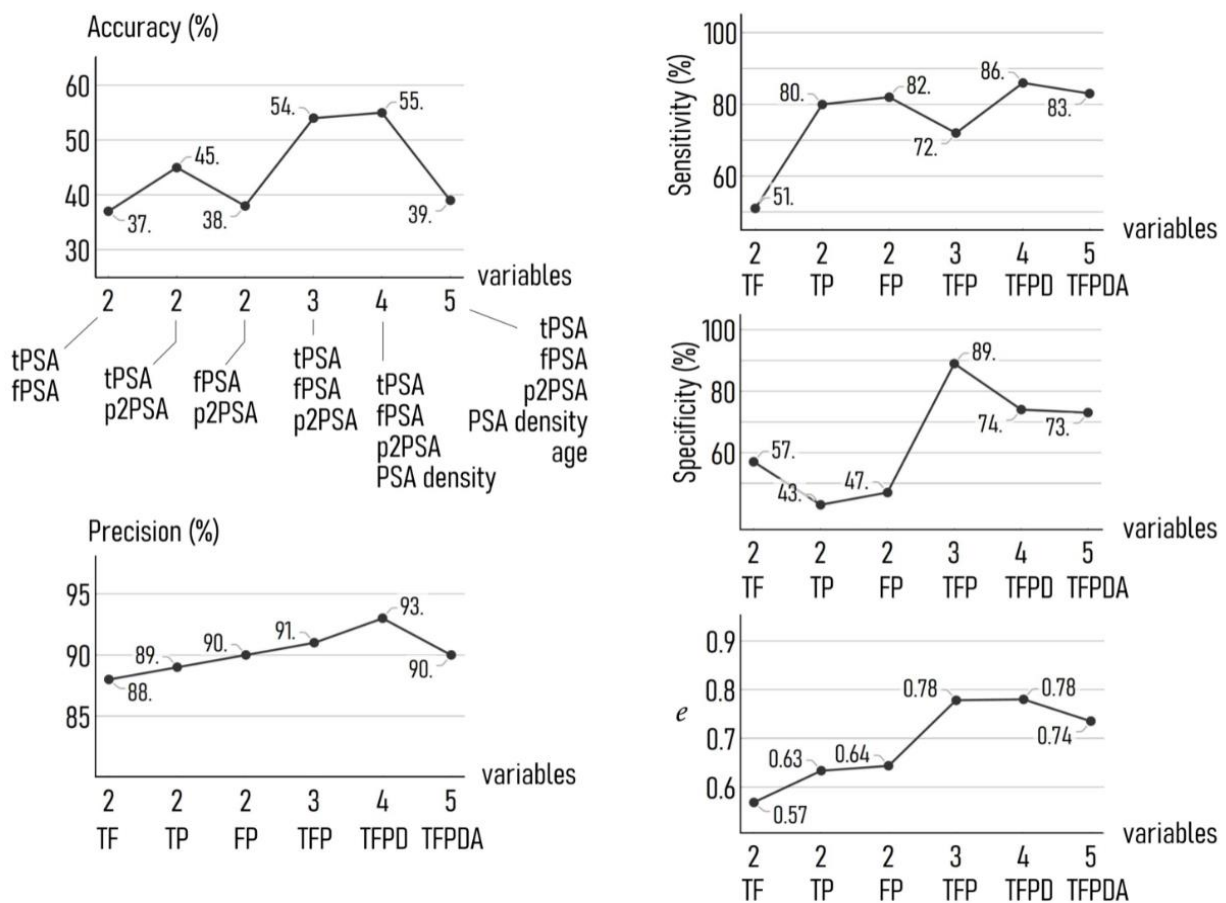 Accuracy (%)
60
50
40
30
37.
45.
38.
54.
55.
39.
variables
2 2 2 3 4 5
tPSA
fPSA
tPSA
p2PSA
fPSA
p2PSA
tPSA
fPSA
p2PSA
tPSA
fPSA
p2PSA
PSA density
tPSA
fPSA
p2PSA
PSA density
age
Precision (%)
95
90
85
88.
89.
90.
91.
93.
90.
variables
2 2 2 3 4 5
TF TP FP TFP TFPD TFPDA
Sensitivity (%)
100
80
60
51.
80.
82.
72.
86.
83.
variables
2 2 2 3 4 5
TF TP FP TFP TFPD TFPDA
Specificity (%)
100
80
60
57.
43.
47.
89.
74.
73.
variables
2 2 2 3 4 5
TF TP FP TFP TFPD TFPDA
e
0.9
0.8
0.7
0.6
0.57
0.63
0.64
0.78
0.78
0.74
variables
2 2 2 3 4 5
TF TP FP TFP TFPD TFPDA